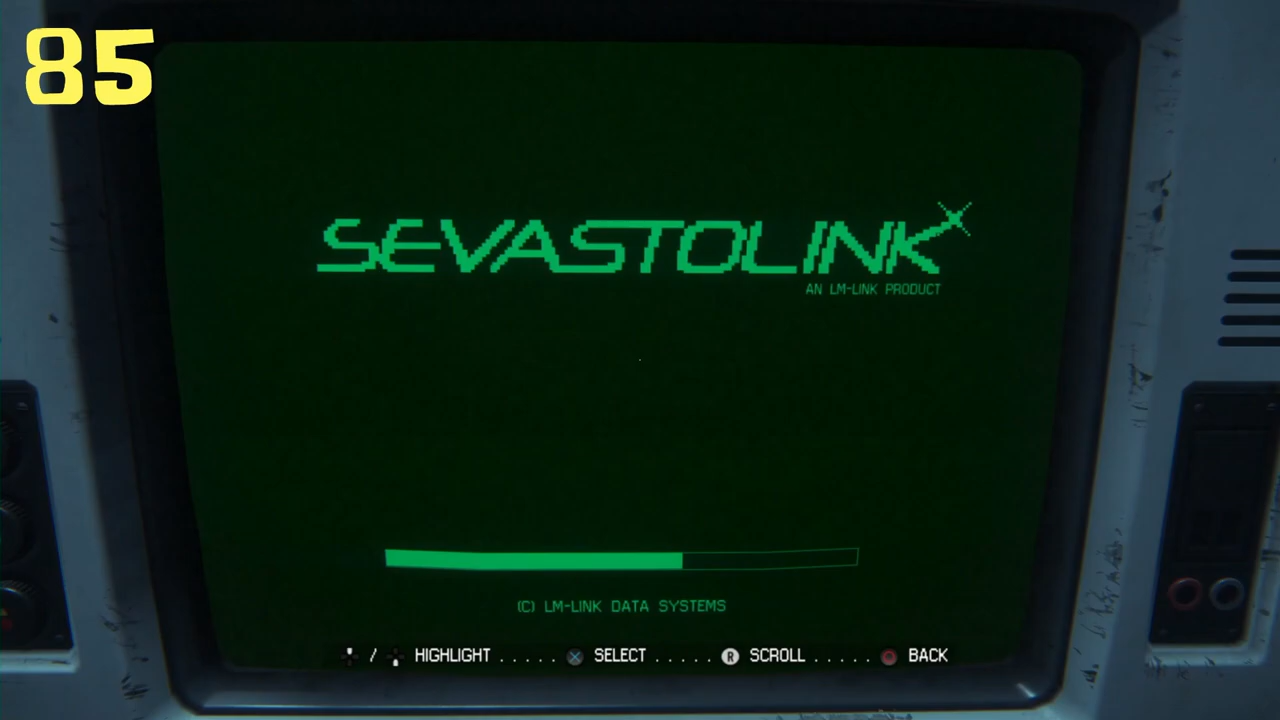 85
SEVASTOLINK
AN LM-LINK PRODUCT
(C) LM-LINK DATA SYSTEMS
/ HIGHLIGHT ..... SELECT ..... R SCROLL ..... BACK